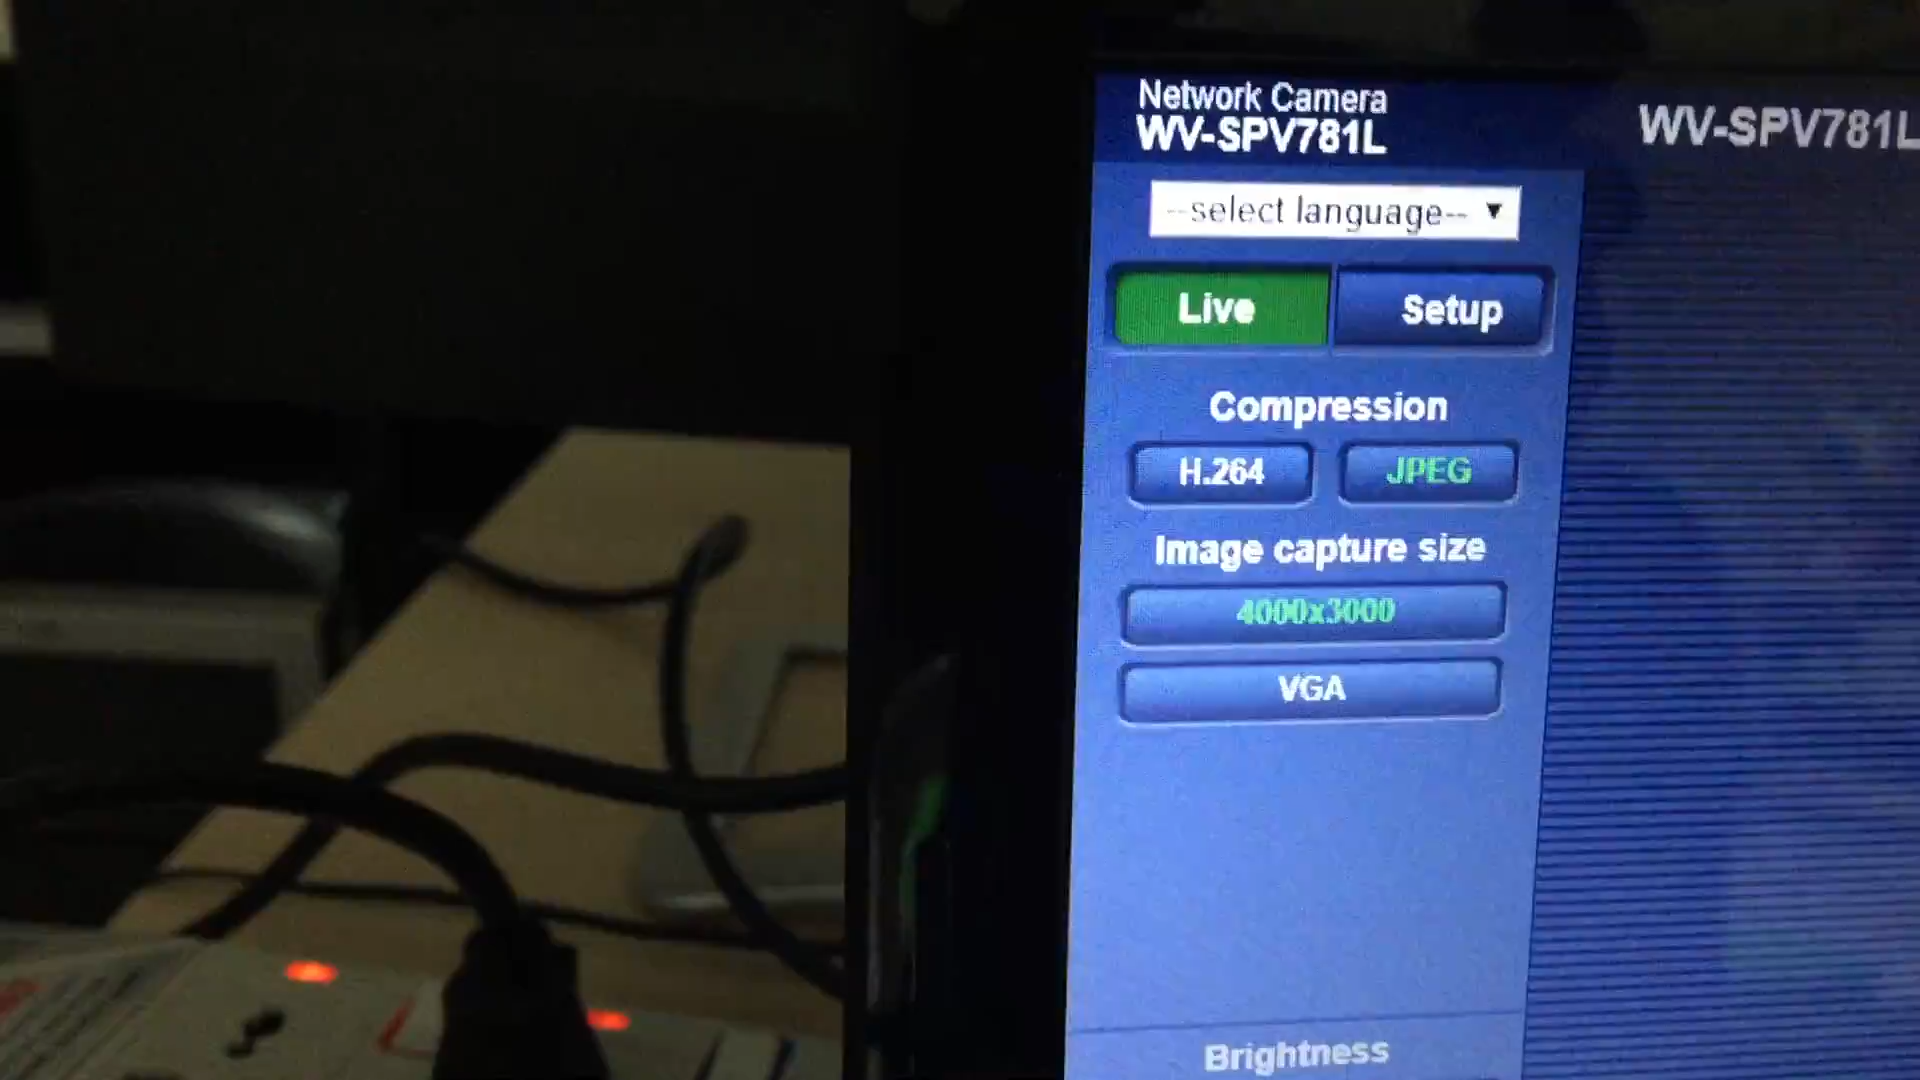 Network Camera
WV-SPV781L
WV-SPV781L
--select language--
Live
Setup
Compression
H.264
JPEG
Image capture size
4000x3000
VGA
Brightness